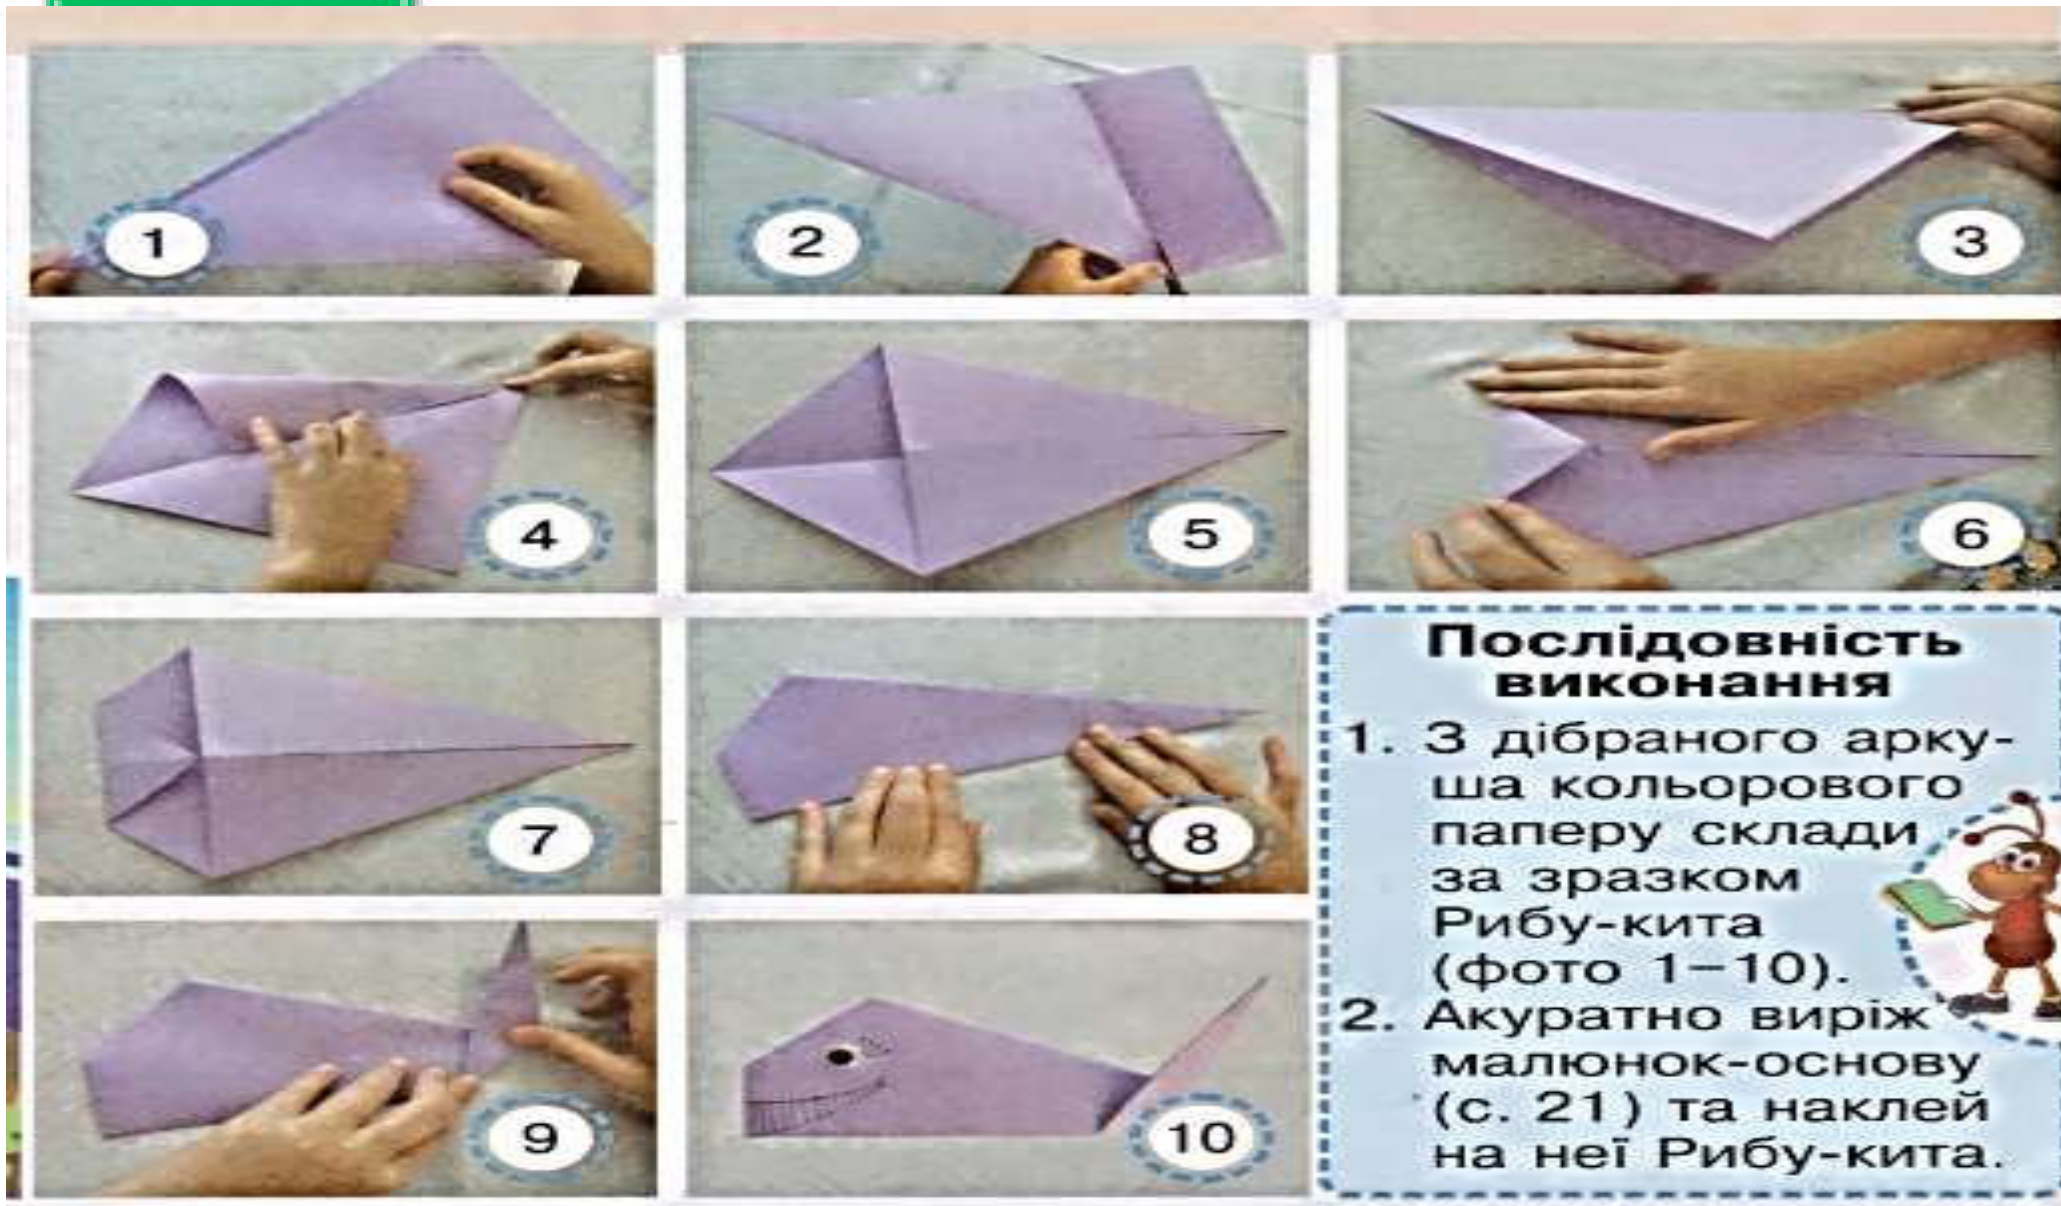 1
2
3
4
5
6
7
8
9
10
Послідовність
виконання
1. З дібраного арку-
ша кольорового
паперу склади
за зразком
Рибу-кита
(фото 1–10).
2. Акуратно виріж
малюнок-основу
(с. 21) та наклей
на неї Рибу-кита.